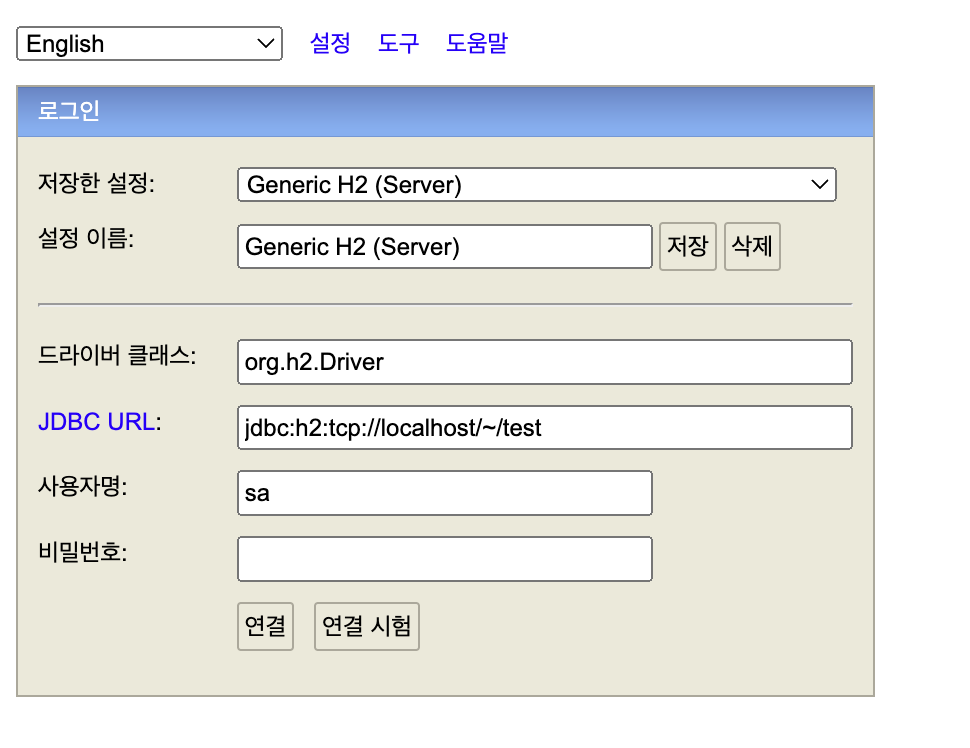 English 설정 도구 도움말
로그인
저장한 설정: Generic H2 (Server)
설정 이름: Generic H2 (Server) 저장 삭제
드라이버 클래스: org.h2.Driver
JDBC URL: jdbc:h2:tcp://localhost/~/test
사용자명: sa
비밀번호:
연결 연결 시험